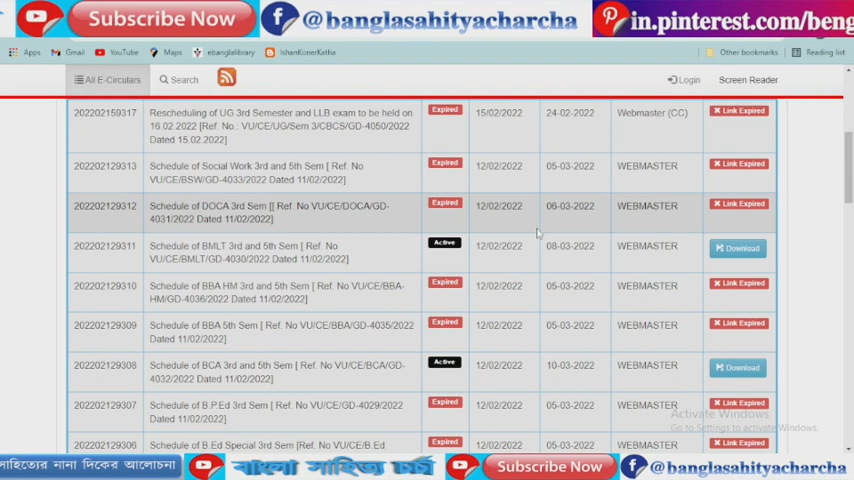 Subscribe Now
@banglasahityacharcha
in.pinterest.com/beng
Apps Gmail YouTube Maps ebanglalibrary IshanKonerKatha Other bookmarks Reading list
All E-Circulars Search Login Screen Reader
202202159317 Rescheduling of UG 3rd Semester and LLB exam to be held on Expired 15/02/2022 24-02-2022 Webmaster (CC) Link Expired
16.02.2022 [Ref. No.: VU/CE/UG/Sem 3/CBCS/GD-4050/2022
Dated 15.02.2022]
202202129313 Schedule of Social Work 3rd and 5th Sem [ Ref. No Expired 12/02/2022 05-03-2022 WEBMASTER Link Expired
VU/CE/BSW/GD-4033/2022 Dated 11/02/2022]
202202129312 Schedule of DOCA 3rd Sem [[ Ref. No VU/CE/DOCA/GD- Expired 12/02/2022 06-03-2022 WEBMASTER Link Expired
4031/2022 Dated 11/02/2022]
202202129311 Schedule of BMLT 3rd and 5th Sem [ Ref. No Active 12/02/2022 08-03-2022 WEBMASTER Download
VU/CE/BMLT/GD-4030/2022 Dated 11/02/2022]
202202129310 Schedule of BBA HM 3rd and 5th Sem [ Ref. No VU/CE/BBA- Expired 12/02/2022 05-03-2022 WEBMASTER Link Expired
HM/GD-4036/2022 Dated 11/02/2022]
202202129309 Schedule of BBA 5th Sem [ Ref. No VU/CE/BBA/GD-4035/2022 Expired 12/02/2022 05-03-2022 WEBMASTER Link Expired
Dated 11/02/2022]
202202129308 Schedule of BCA 3rd and 5th Sem [ Ref. No VU/CE/BCA/GD- Active 12/02/2022 10-03-2022 WEBMASTER Download
4032/2022 Dated 11/02/2022]
202202129307 Schedule of B.P.Ed 3rd Sem [ Ref. No VU/CE/GD-4029/2022 Expired 12/02/2022 05-03-2022 WEBMASTER Link Expired
Dated 11/02/2022]
Activate Windows
Go to Settings to activate Windows.
202202129306 Schedule of B.Ed Special 3rd Sem [Ref. No VU/CE/B.Ed Expired 12/02/2022 05-03-2022 WEBMASTER Link Expired
সাহিত্যের নানা দিকের আলোচনা
বাংলা সাহিত্য চর্চা
Subscribe Now
@banglasahityacharcha